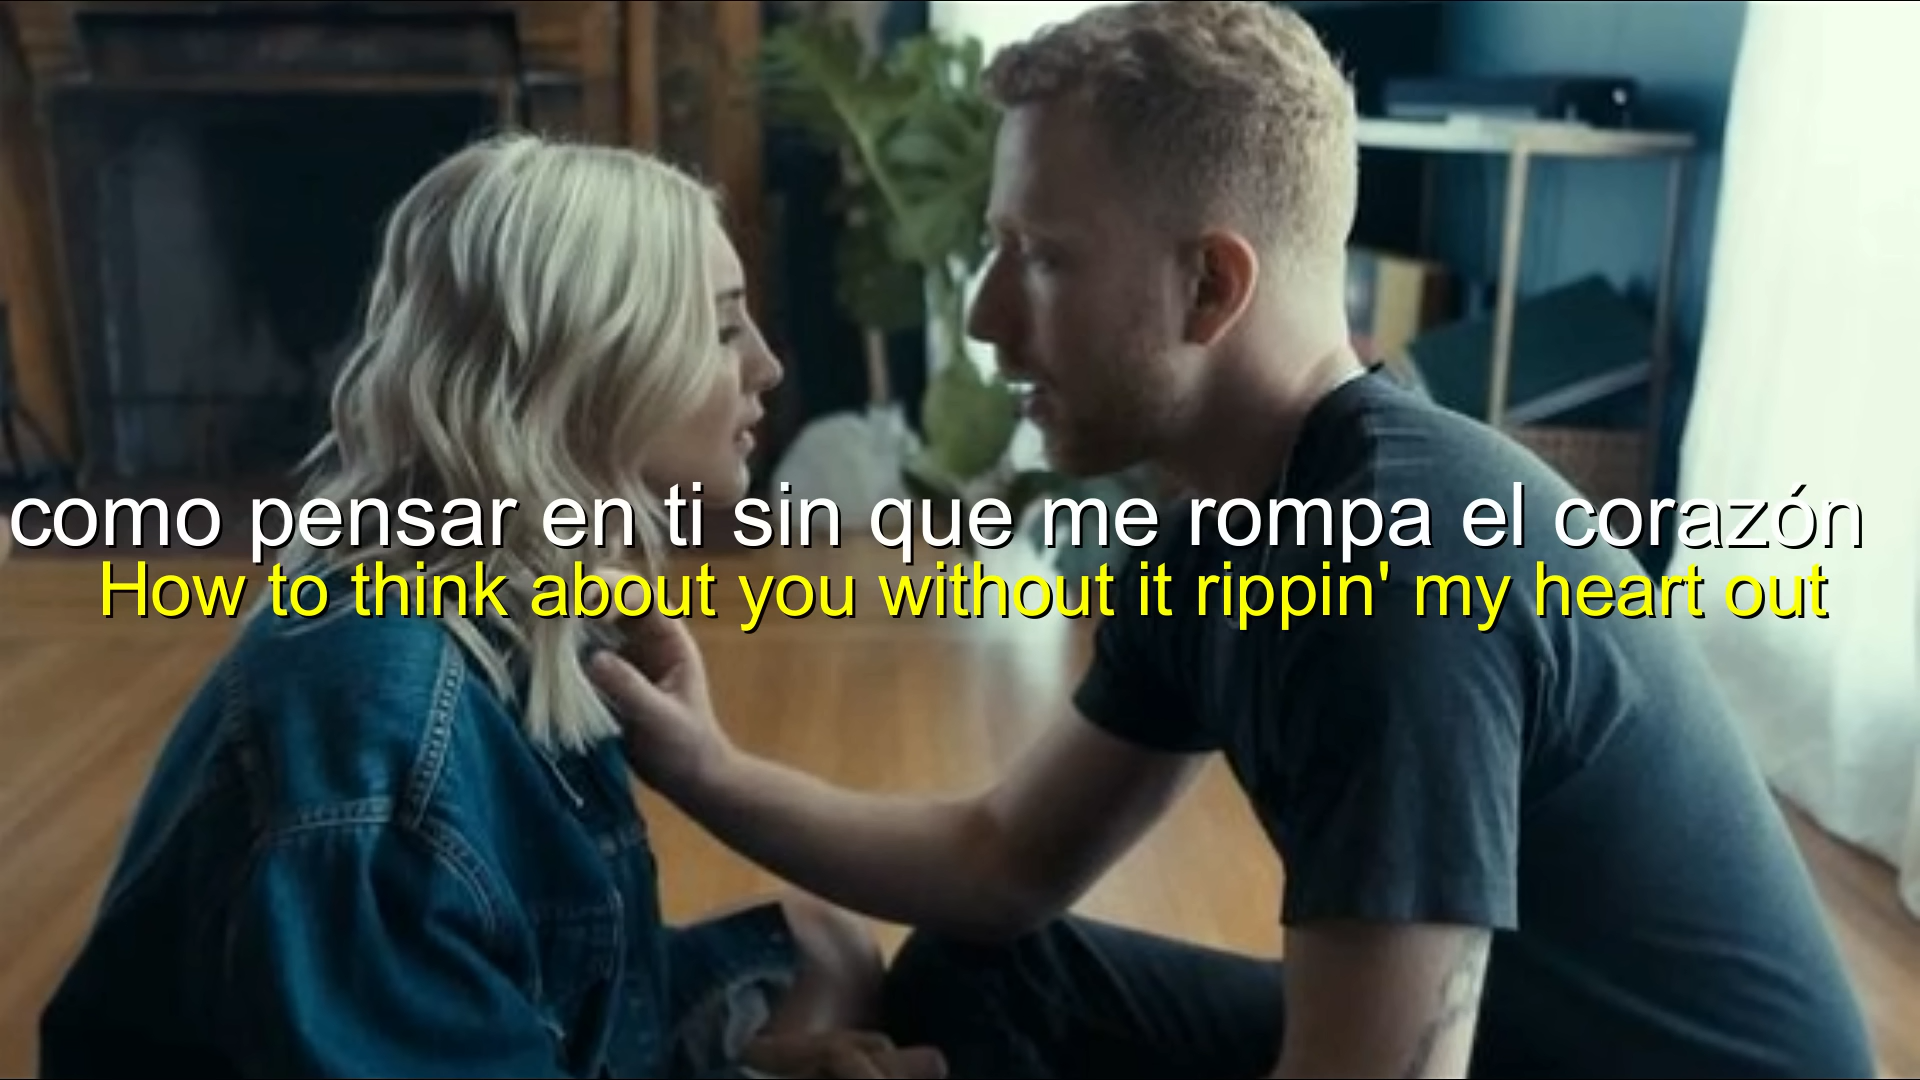 como pensar en ti sin que me rompa el corazón
How to think about you without it rippin' my heart out